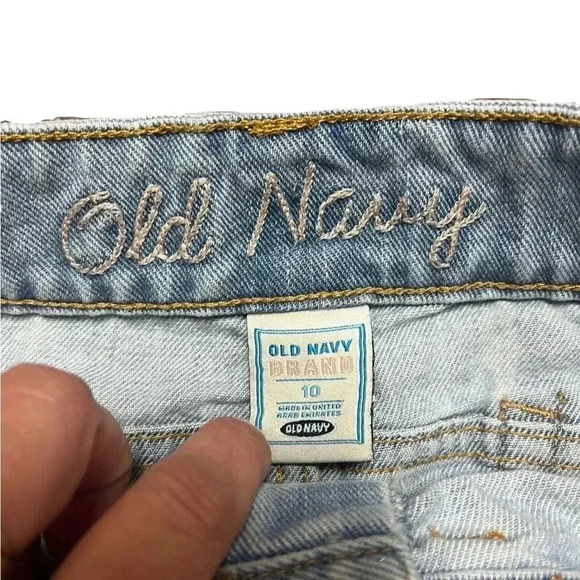 Old Navy
OLD NAVY
BRAND
10
MADE IN UNITED
ARAB EMIRATES
OLD NAVY